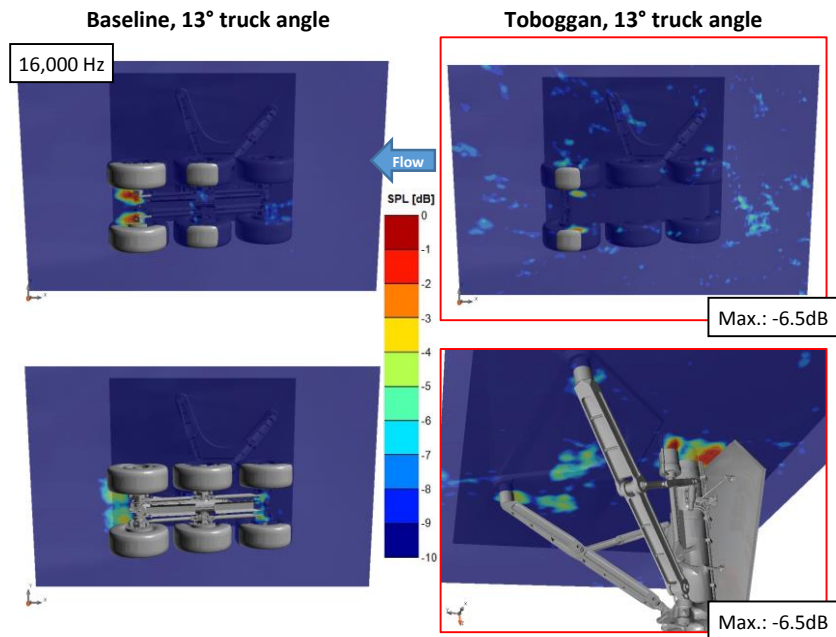 Baseline, 13° truck angle
Toboggan, 13° truck angle
16,000 Hz
Flow
SPL [dB]
0
-1
-2
-3
-4
-5
-6
-7
-8
-9
-10
Max.: -6.5dB
Max.: -6.5dB